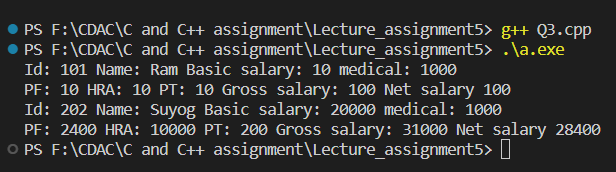 PS F:\CDAC\C and C++ assignment\Lecture_assignment5> g++ Q3.cpp
PS F:\CDAC\C and C++ assignment\Lecture_assignment5> .\a.exe
Id: 101 Name: Ram Basic salary: 10 medical: 1000
PF: 10 HRA: 10 PT: 10 Gross salary: 100 Net salary 100
Id: 202 Name: Suyog Basic salary: 20000 medical: 1000
PF: 2400 HRA: 10000 PT: 200 Gross salary: 31000 Net salary 28400
PS F:\CDAC\C and C++ assignment\Lecture_assignment5>